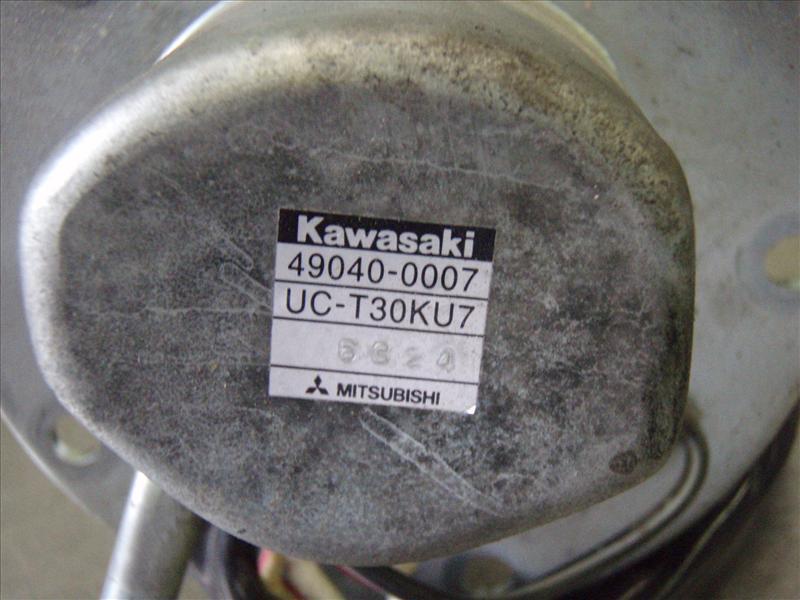 Kawasaki
49040-0007
UC-T30KU7
MITSUBISHI